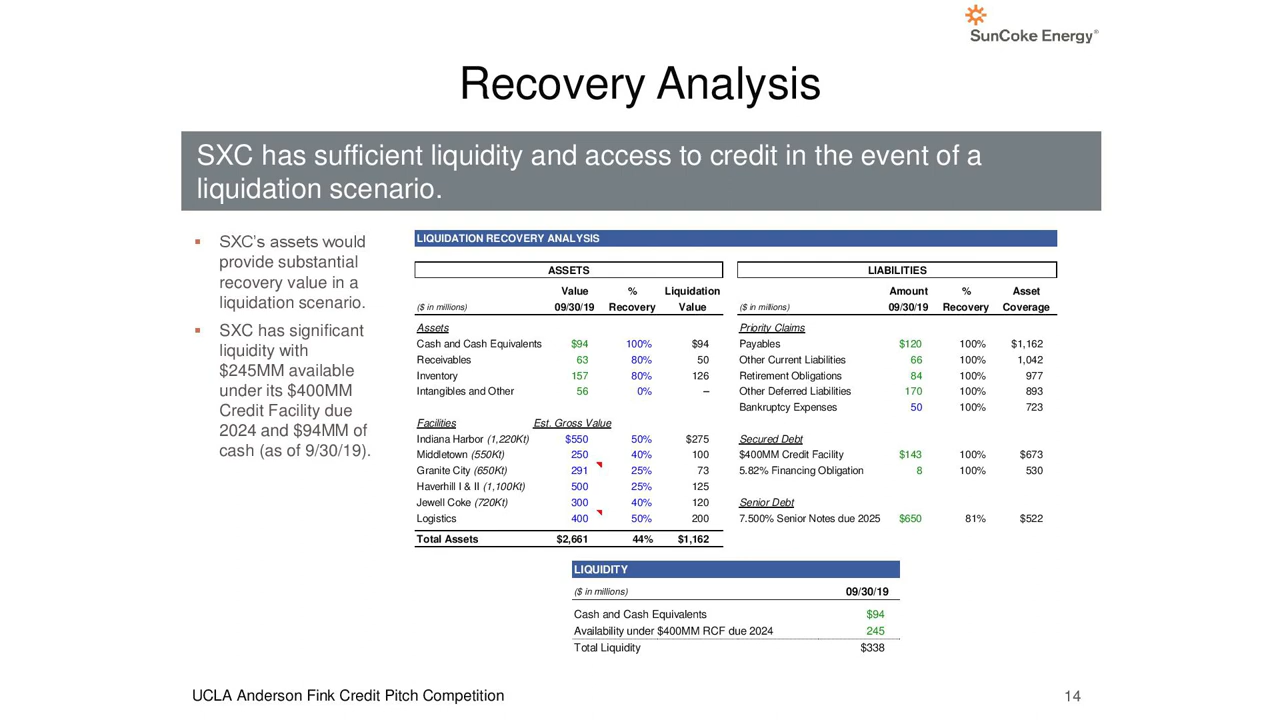 SunCoke Energy®
Recovery Analysis
SXC has sufficient liquidity and access to credit in the event of a
liquidation scenario.
▪ SXC's assets would
provide substantial
recovery value in a
liquidation scenario.
▪ SXC has significant
liquidity with
$245MM available
under its $400MM
Credit Facility due
2024 and $94MM of
cash (as of 9/30/19).
LIQUIDATION RECOVERY ANALYSIS
ASSETS
Value % Liquidation
($ in millions) 09/30/19 Recovery Value
Assets
Cash and Cash Equivalents $94 100% $94
Receivables 63 80% 50
Inventory 157 80% 126
Intangibles and Other 56 0% –
Facilities Est. Gross Value
Indiana Harbor (1,220Kt) $550 50% $275
Middletown (550Kt) 250 40% 100
Granite City (650Kt) 291 25% 73
Haverhill I & II (1,100Kt) 500 25% 125
Jewell Coke (720Kt) 300 40% 120
Logistics 400 50% 200
Total Assets $2,661 44% $1,162
LIABILITIES
Amount % Asset
($ in millions) 09/30/19 Recovery Coverage
Priority Claims
Payables $120 100% $1,162
Other Current Liabilities 66 100% 1,042
Retirement Obligations 84 100% 977
Other Deferred Liabilities 170 100% 893
Bankruptcy Expenses 50 100% 723
Secured Debt
$400MM Credit Facility $143 100% $673
5.82% Financing Obligation 8 100% 530
Senior Debt
7.500% Senior Notes due 2025 $650 81% $522
LIQUIDITY
($ in millions) 09/30/19
Cash and Cash Equivalents $94
Availability under $400MM RCF due 2024 245
Total Liquidity $338
UCLA Anderson Fink Credit Pitch Competition
14